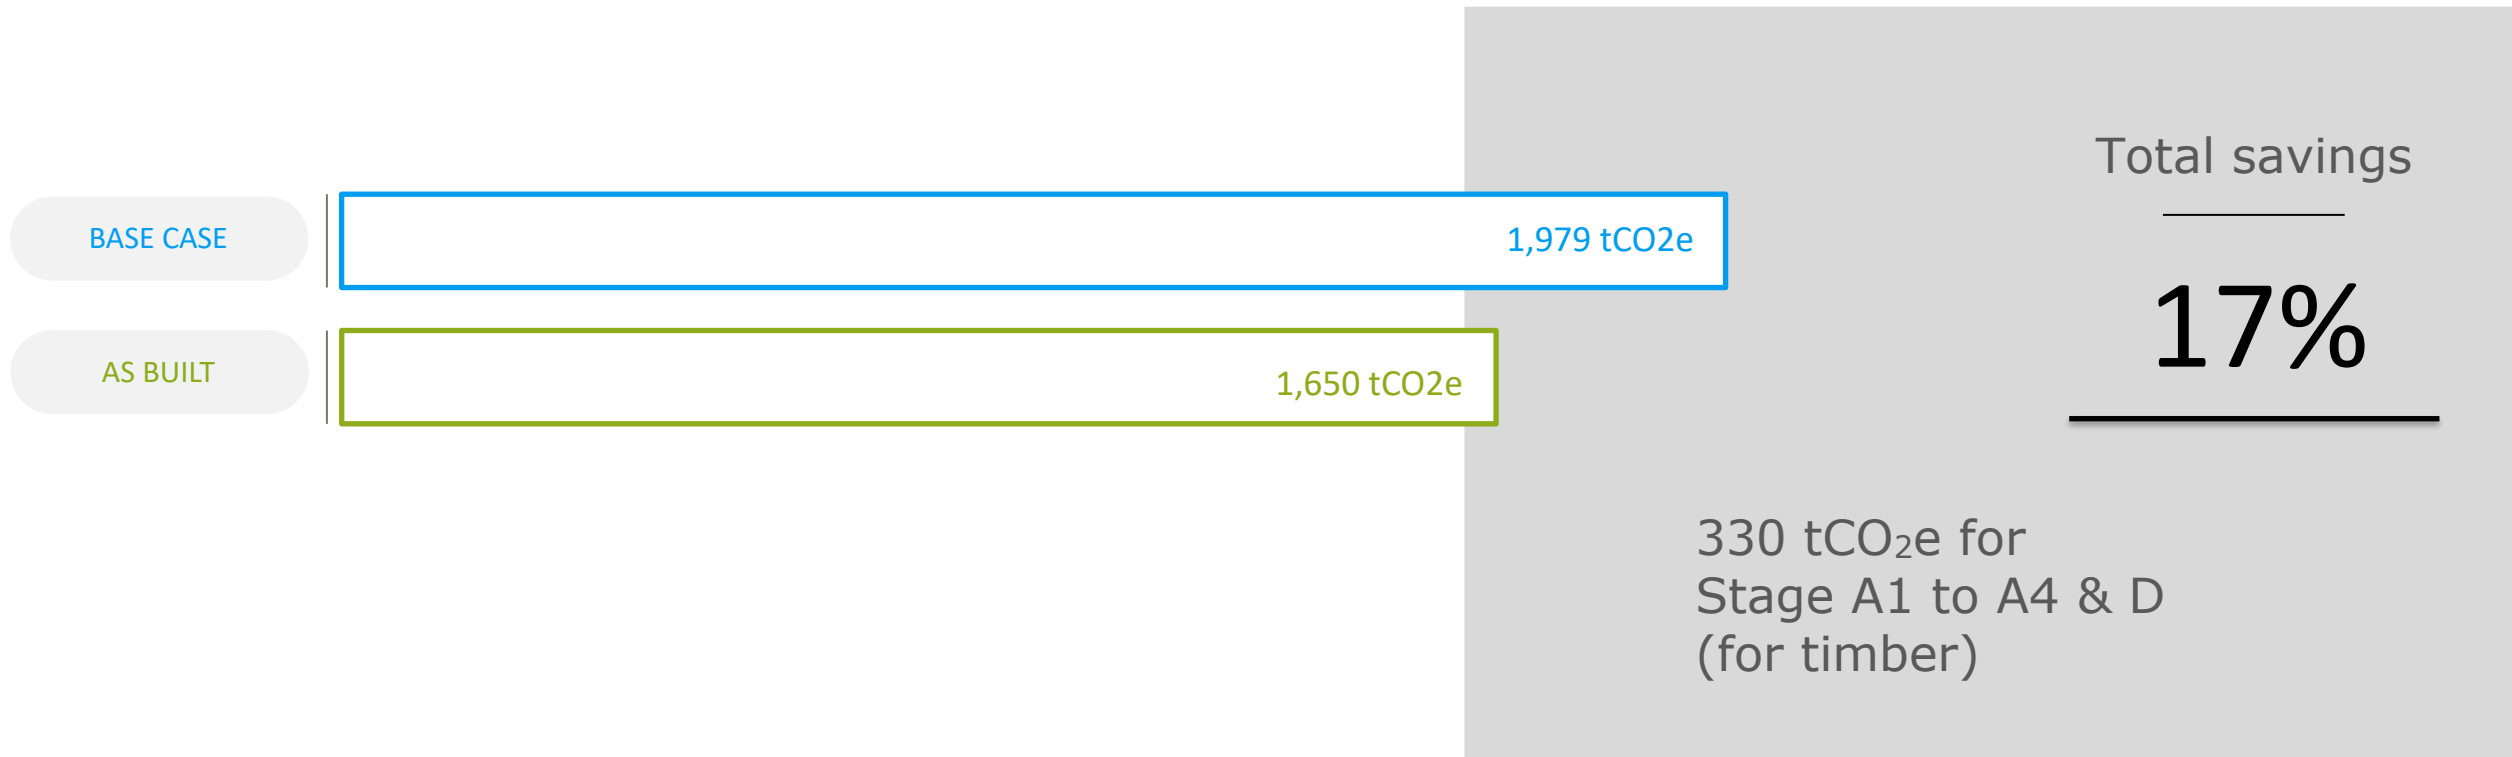 Total savings
BASE CASE
1,979 tCO2e
17%
AS BUILT
1,650 tCO2e
330 tCO₂e for
Stage A1 to A4 & D
(for timber)